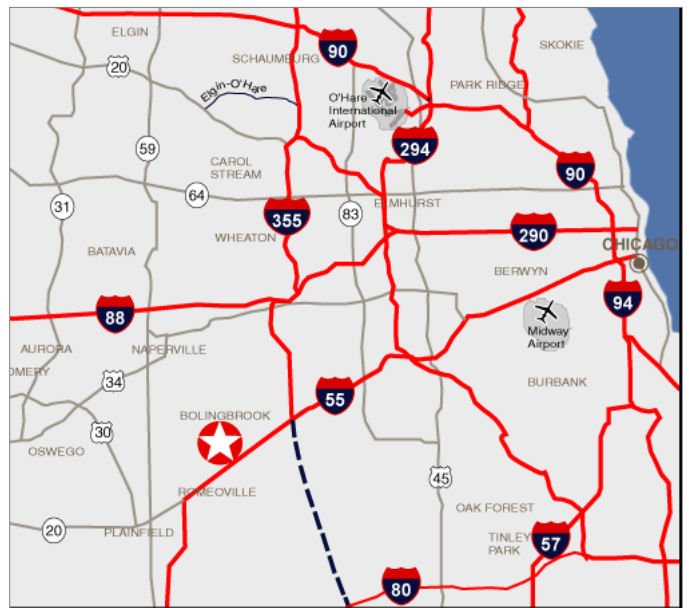 ELGIN
90
SKOKIE
SCHAUMBURG
20
PARK RIDGE
Elgin-O'Hare
O'Hare
International
Airport
294
59
CAROL
STREAM
90
64
31
ELMHURST
355
83
WHEATON
290
BATAVIA
CHICAGO
BERWYN
94
88
Midway
Airport
AURORA
NAPERVILLE
OMERY
34
BURBANK
55
BOLINGBROOK
30
OSWEGO
45
ROMEOVILLE
OAK FOREST
20
PLAINFIELD
TINLEY
PARK
57
80